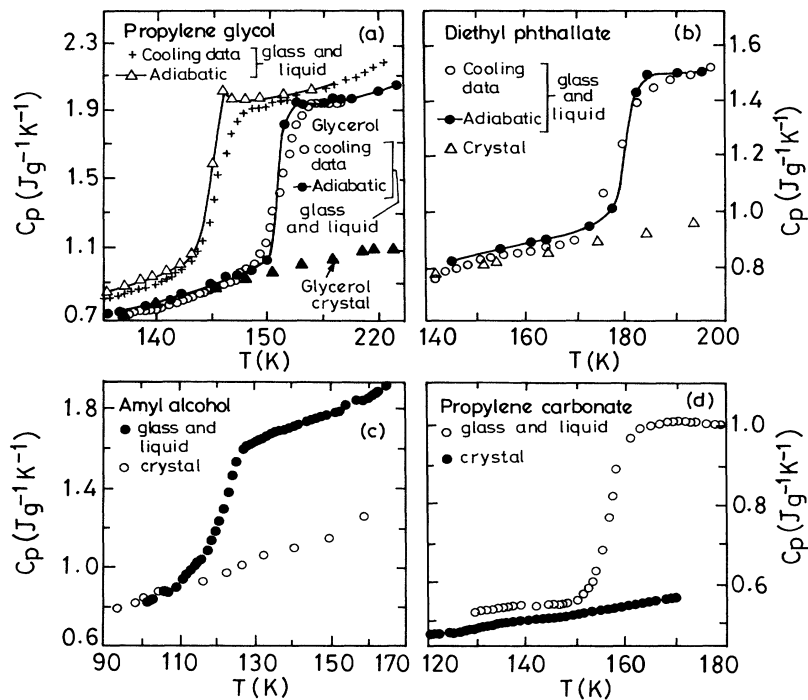 Propylene glycol (a)
+ Cooling data
Adiabatic
glass and
liquid
Glycerol
cooling
data
Adiabatic
glass
and liquid
Glycerol
crystal
2.3
1.9
1.5
1.1
0.7
Cp (Jg⁻¹K⁻¹)
140 150 220
T (K)
Diethyl phthallate (b)
Cooling
data
Adiabatic
glass
and
liquid
Crystal
1.6
1.4
1.2
1.0
0.8
Cp (Jg⁻¹K⁻¹)
140 160 180 200
T (K)
Amyl alcohol
glass and
liquid
(c)
crystal
1.8
1.4
1.0
0.6
Cp (Jg⁻¹K⁻¹)
90 110 130 150 170
T (K)
Propylene carbonate (d)
glass and liquid
crystal
1.0
0.8
0.6
Cp (Jg⁻¹K⁻¹)
120 140 160 180
T (K)